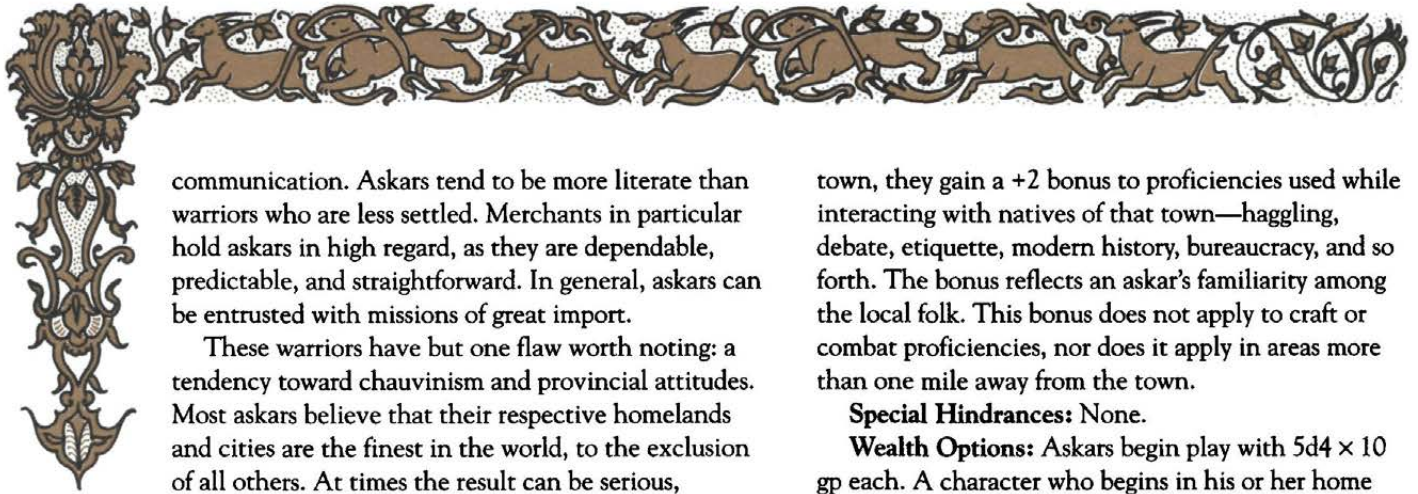 communication. Askars tend to be more literate than
warriors who are less settled. Merchants in particular
hold askars in high regard, as they are dependable,
predictable, and straightforward. In general, askars can
be entrusted with missions of great import.
These warriors have but one flaw worth noting: a
tendency toward chauvinism and provincial attitudes.
Most askars believe that their respective homelands
and cities are the finest in the world, to the exclusion
of all others. At times the result can be serious,
town, they gain a +2 bonus to proficiencies used while
interacting with natives of that town—haggling,
debate, etiquette, modern history, bureaucracy, and so
forth. The bonus reflects an askar's familiarity among
the local folk. This bonus does not apply to craft or
combat proficiencies, nor does it apply in areas more
than one mile away from the town.
Special Hindrances: None.
Wealth Options: Askars begin play with 5d4 × 10
gp each. A character who begins in his or her home